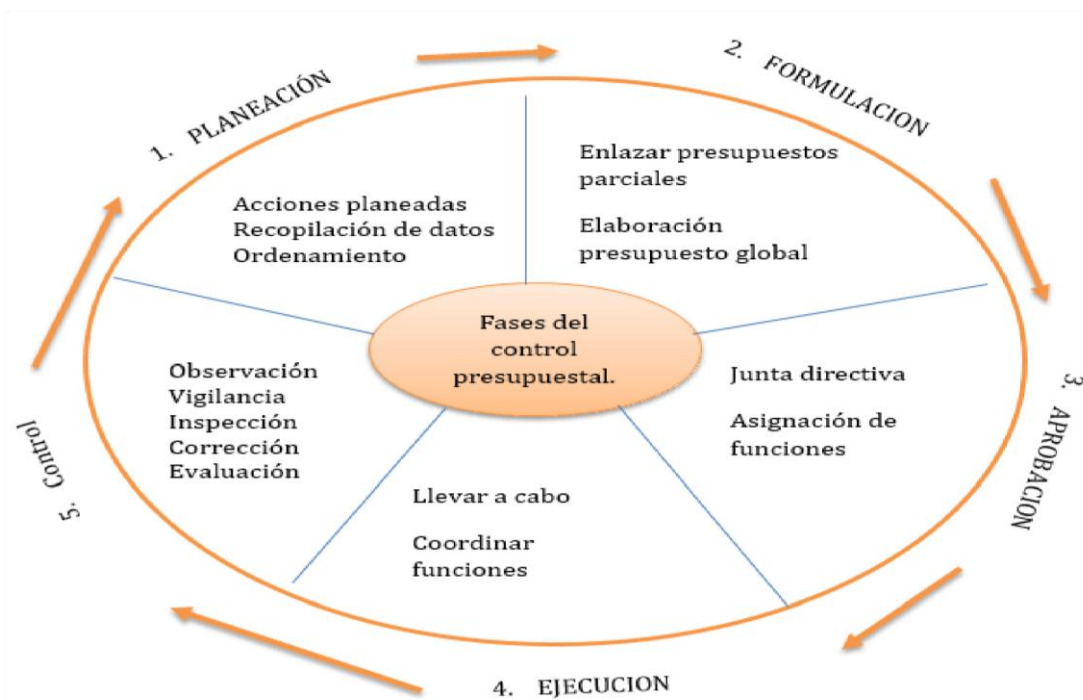 1. PLANEACIÓN
Acciones planeadas
Recopilación de datos
Ordenamiento
2. FORMULACION
Enlazar presupuestos
parciales
Elaboración
presupuesto global
Fases del
control
presupuestal.
3. APROBACION
Junta directiva
Asignación de
funciones
4. EJECUCION
Llevar a cabo
Coordinar
funciones
5. Control
Observación
Vigilancia
Inspección
Corrección
Evaluación